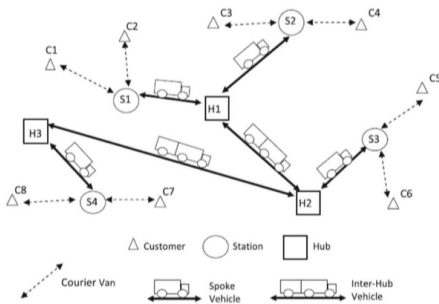 C3
S2
C4
C2
C1
S1
H1
C5
H3
S3
C8
S4
C7
H2
C6
Customer
Station
Hub
Courier Van
Spoke
Vehicle
Inter-Hub
Vehicle